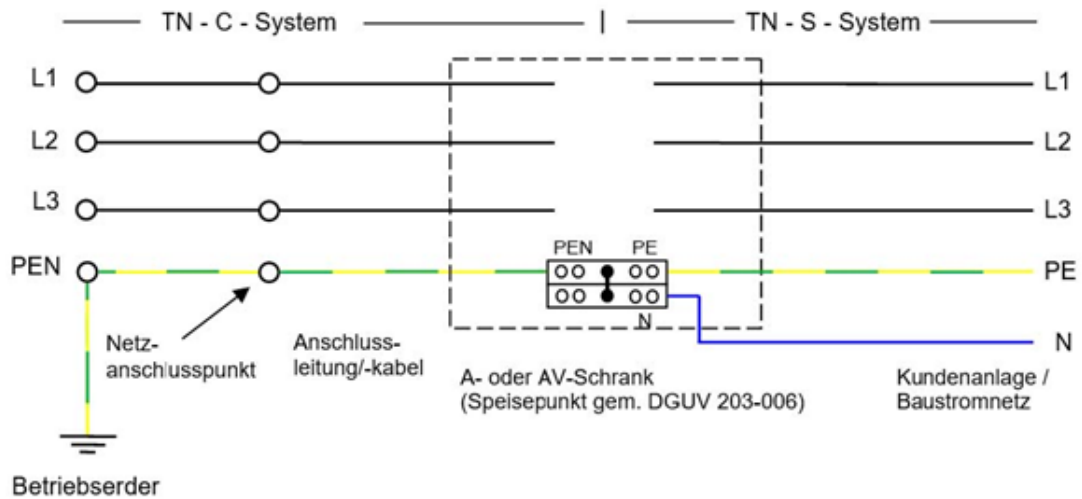 TN - C - System | TN - S - System
L1 L1
L2 L2
L3 L3
PEN PE
PEN PE
N
N
Netz-
anschlusspunkt
Anschluss-
leitung/-kabel
A- oder AV-Schrank
(Speisepunkt gem. DGUV 203-006)
Kundenanlage /
Baustromnetz
Betriebserder